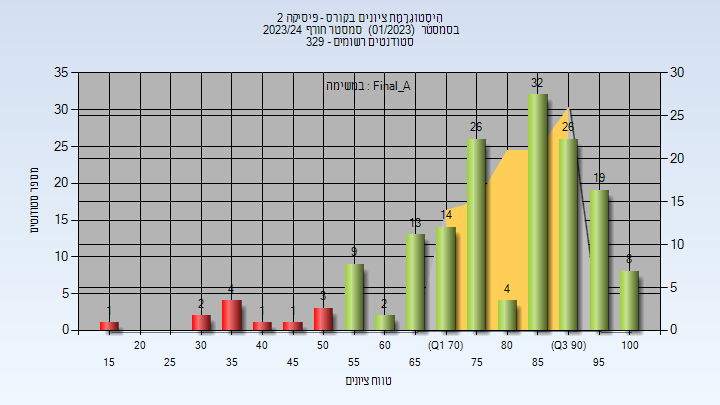 היסטוגרמת ציונים בקורס - פיסיקה 2
בסמסטר (01/2023) סמסטר חורף 2023/24
סטודנטים רשומים - 329
במשימה : Final_A
מספר סטודנטים
35 30 25 20 15 10 5 0
30 25 20 15 10 5 0
- 2 4 - - 3 9 2 13 14 26 4 32 26 19 8
20 30 40 50 60 (Q1 70) 80 (Q3 90) 100
15 25 35 45 55 65 75 85 95
טווח ציונים